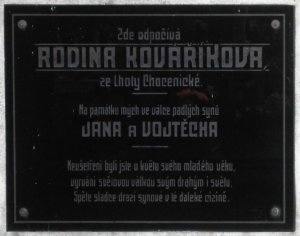 Zde odpočívá
RODINA KOVÁŘÍKOVA
ze Lhoty Chocenické.
Na památku mých ve válce padlých synů
JANA A VOJTĚCHA
Neušetřeni byli jste v květu svého mladého věku,
vyrváni světovou válkou svým drahým i světu.
Spěte sladce drazí synové v té daleké cizině.